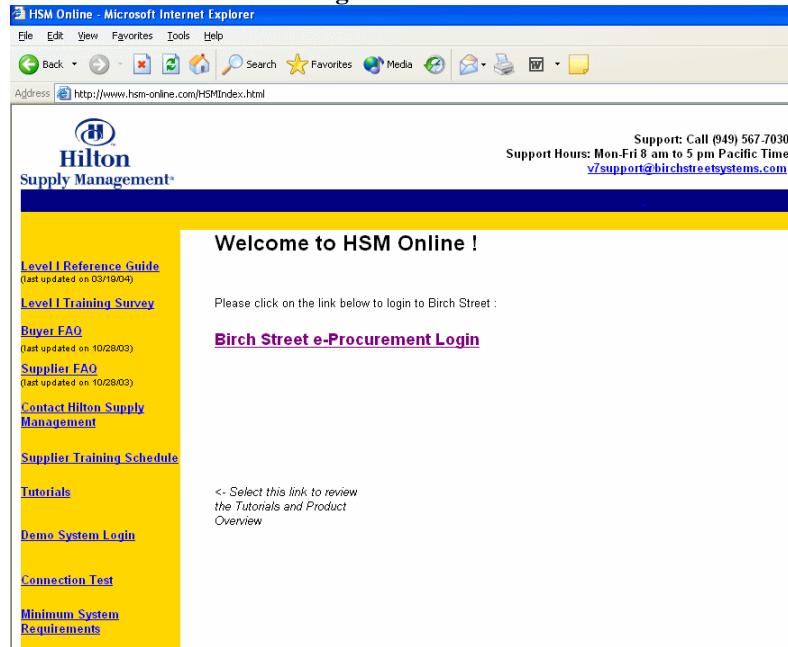 HSM Online - Microsoft Internet Explorer
File Edit View Favorites Tools Help
Back Search Favorites Media
Address http://www.hsm-online.com/HSMIndex.html
H
Hilton
Supply Management
Support: Call (949) 567-7030
Support Hours: Mon-Fri 8 am to 5 pm Pacific Time
v7support@birchstreetsystems.com
Level I Reference Guide
(last updated on 03/19/04)
Level I Training Survey
Buyer FAQ
(last updated on 10/28/03)
Supplier FAQ
(last updated on 10/28/03)
Contact Hilton Supply
Management
Supplier Training Schedule
Tutorials
Demo System Login
Connection Test
Minimum System
Requirements
Welcome to HSM Online !
Please click on the link below to login to Birch Street :
Birch Street e-Procurement Login
<- Select this link to review
the Tutorials and Product
Overview